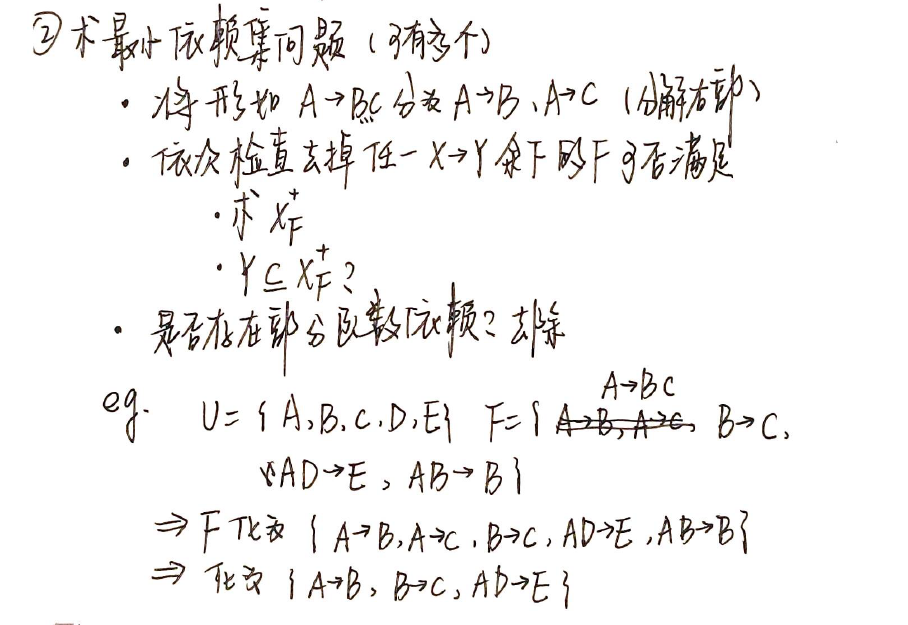 ② 求最小依赖集问题（可有多个）
· 将形如 A→BC 分为 A→B、A→C（分解右部）
· 依次检查去掉任一 X→Y 余下的F可否满足
· 求 X_F^+
· Y ⊆ X_F^+ ?
· 是否存在部分函数依赖？去除
A→BC
eg. U={A,B,C,D,E} F={A→B, A→C, B→C,
AD→E, AB→B}
⇒ F 化为 {A→B, A→C, B→C, AD→E, AB→B}
⇒ 化为 {A→B, B→C, AD→E}